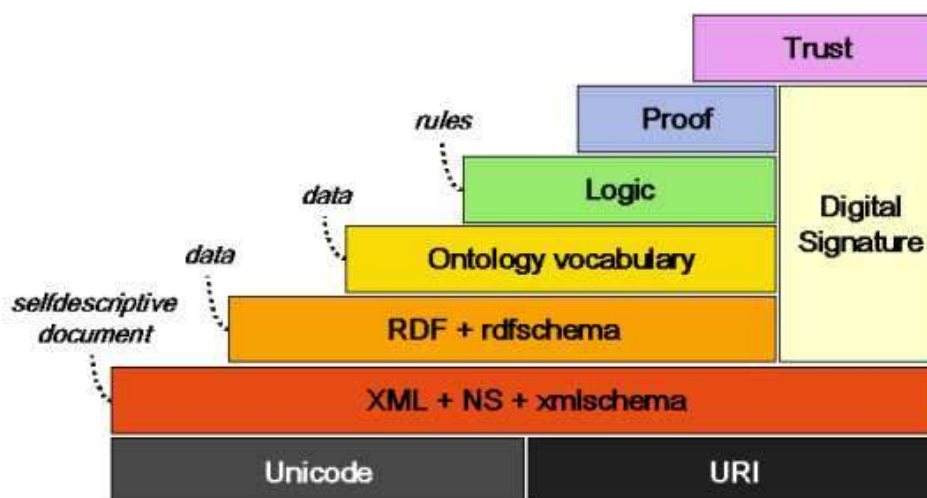 Trust
Proof
rules
Logic
Digital
Signature
data
Ontology vocabulary
data
RDF + rdfschema
selfdescriptive
document
XML + NS + xmlschema
Unicode
URI